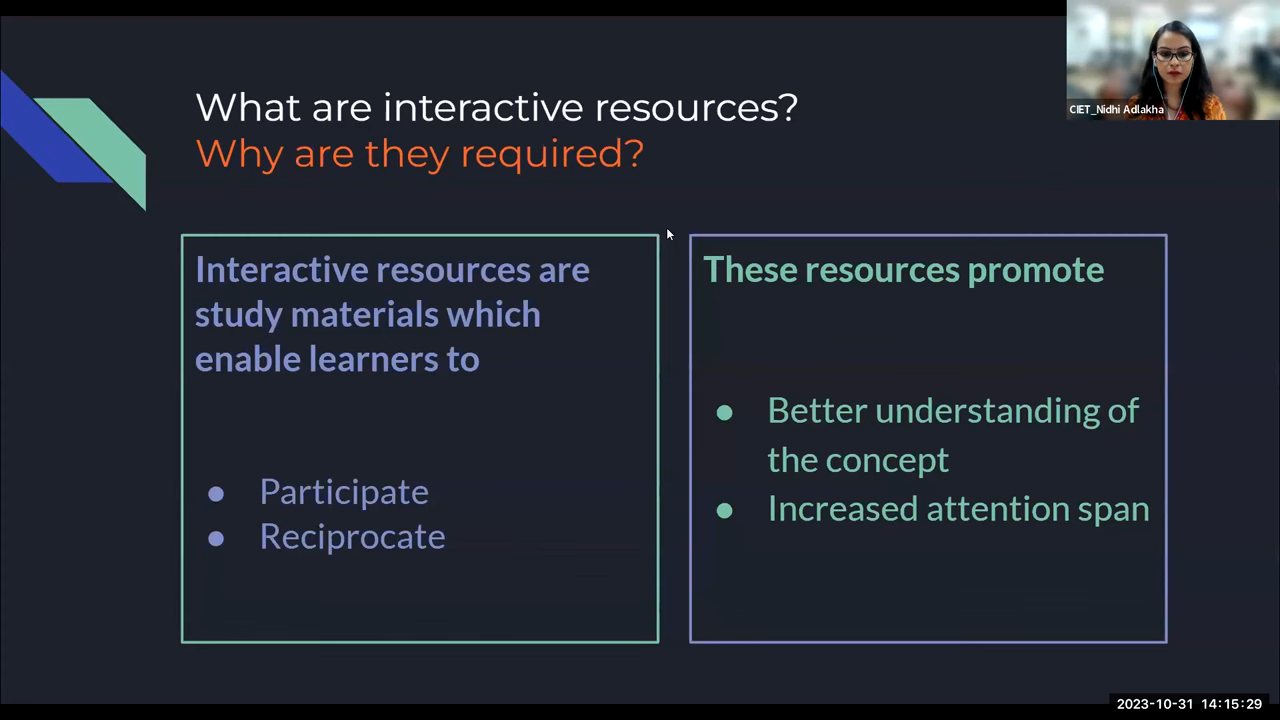 CIET_Nidhi Adlakha
What are interactive resources?
Why are they required?
Interactive resources are
study materials which
enable learners to
● Participate
● Reciprocate
These resources promote
● Better understanding of
the concept
● Increased attention span
2023-10-31 14:15:29